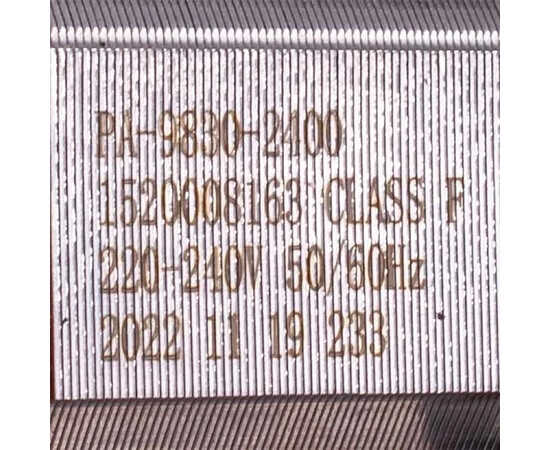 PA-9830-2400
1520008163 CLASS F
220-240V 50/60Hz
2022 11 19 233